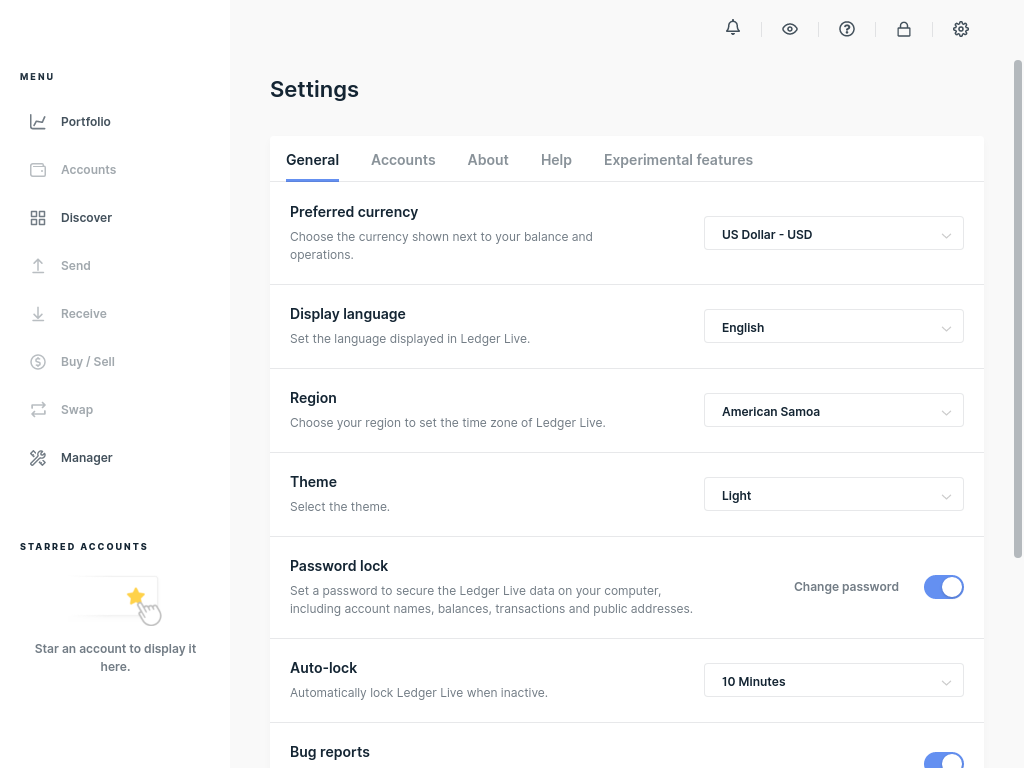 MENU
Portfolio
Accounts
Discover
Send
Receive
Buy / Sell
Swap
Manager
STARRED ACCOUNTS
Star an account to display it
here.
Settings
General Accounts About Help Experimental features
Preferred currency
Choose the currency shown next to your balance and
operations.
US Dollar - USD
Display language
Set the language displayed in Ledger Live.
English
Region
Choose your region to set the time zone of Ledger Live.
American Samoa
Theme
Select the theme.
Light
Password lock
Set a password to secure the Ledger Live data on your computer,
including account names, balances, transactions and public addresses.
Change password
Auto-lock
Automatically lock Ledger Live when inactive.
10 Minutes
Bug reports